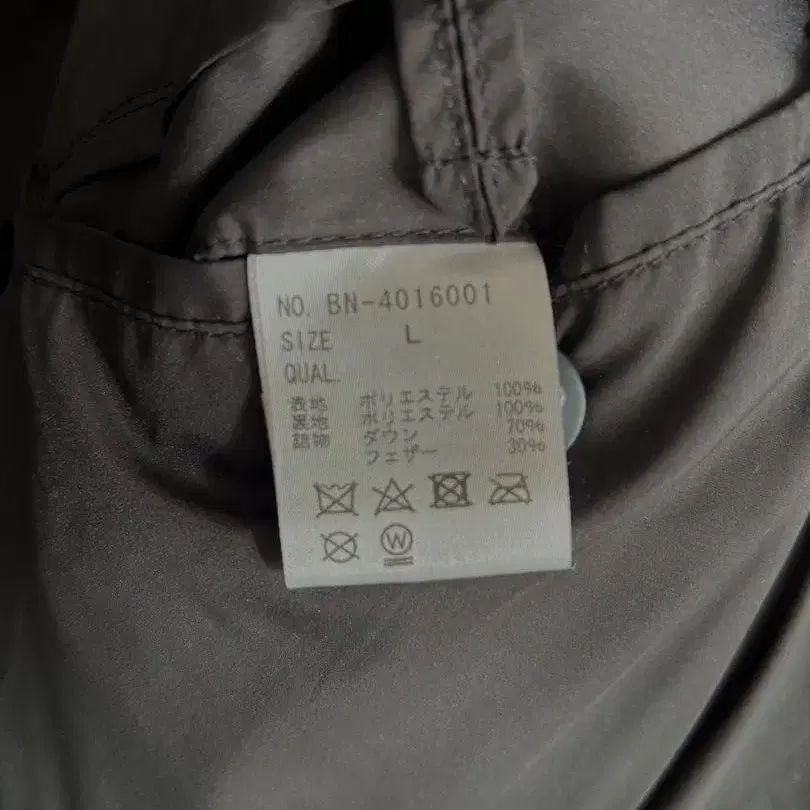 NO. BN-4016001
SIZE L
QUAL.
表地 ポリエステル 100%
裏地 ポリエステル 100%
詰物 ダウン 70%
フェザー 30%
W